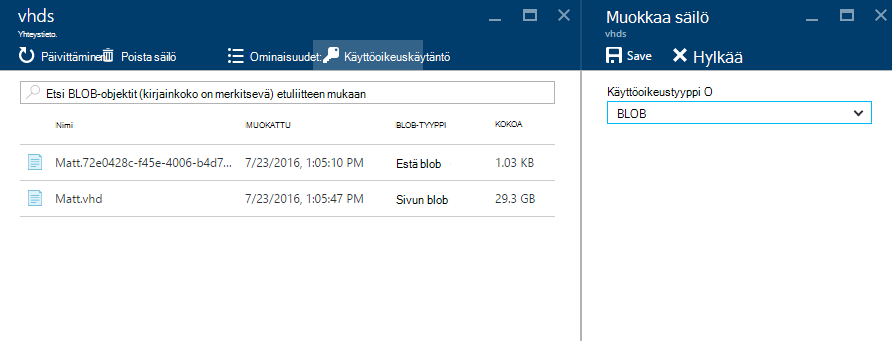 vhds
Yhteystieto.
Päivittäminen Poista säilö Ominaisuudet: Käyttöoikeuskäytäntö
Etsi BLOB-objektit (kirjainkoko on merkitsevä) etuliitteen mukaan
Nimi MUOKATTU BLOB-TYYPPI KOKOA
Matt.72e0428c-f45e-4006-b4d7... 7/23/2016, 1:05:10 PM Estä blob 1.03 KB
Matt.vhd 7/23/2016, 1:05:47 PM Sivun blob 29.3 GB
Muokkaa säilö
vhds
Save Hylkää
Käyttöoikeustyyppi O
BLOB